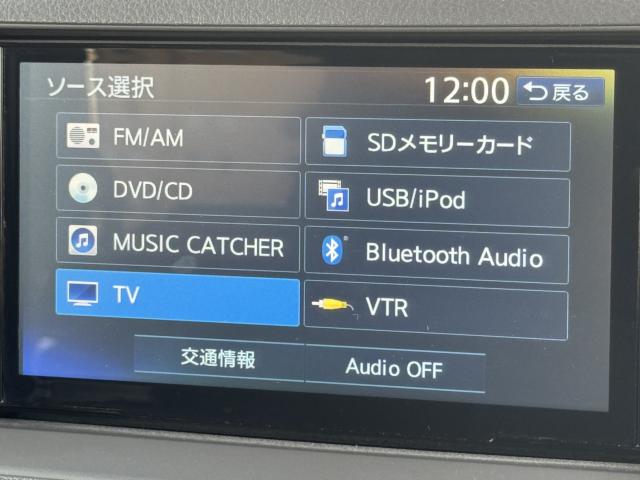 ソース選択
12:00
戻る
FM/AM
SDメモリーカード
DVD/CD
USB/iPod
MUSIC CATCHER
Bluetooth Audio
TV
VTR
交通情報
Audio OFF